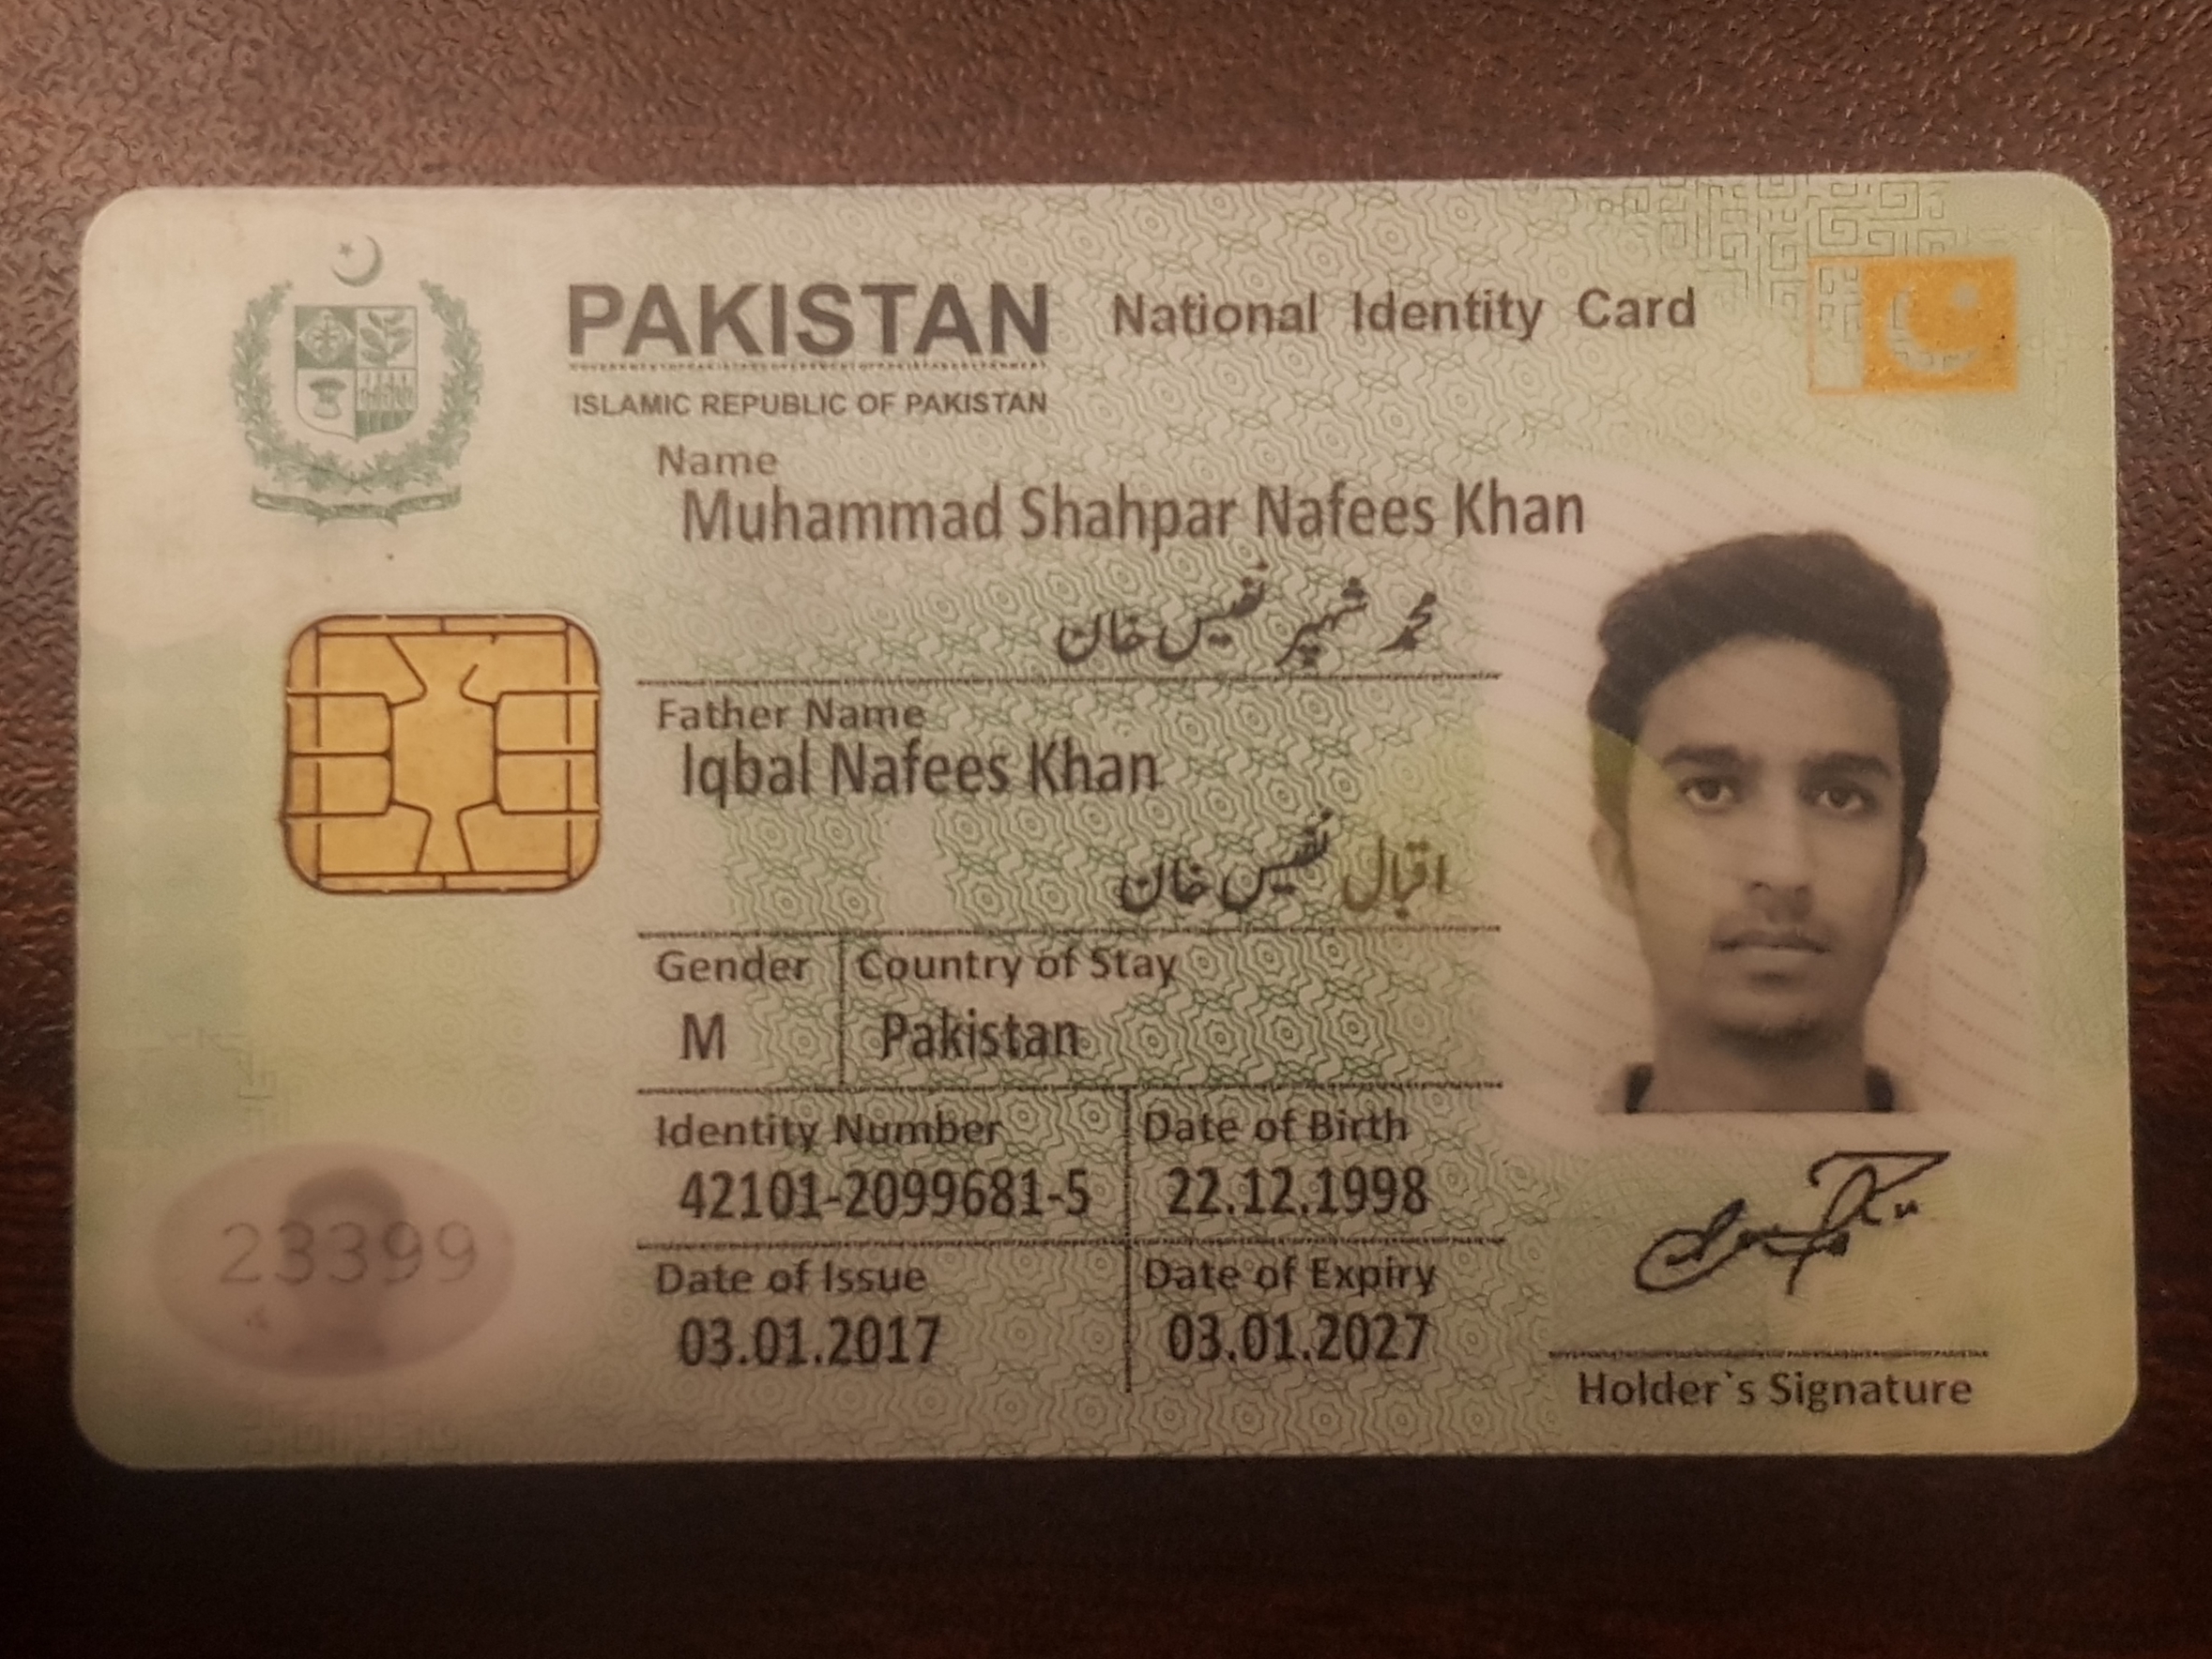 PAKISTAN National Identity Card
ISLAMIC REPUBLIC OF PAKISTAN
Name
Muhammad Shahpar Nafees Khan
محمد شہپر نفیس خان
Father Name
Iqbal Nafees Khan
اقبال نفیس خان
Gender Country of Stay
M Pakistan
Identity Number Date of Birth
42101-2099681-5 22.12.1998
23399
Date of Issue Date of Expiry
03.01.2017 03.01.2027
Holder`s Signature